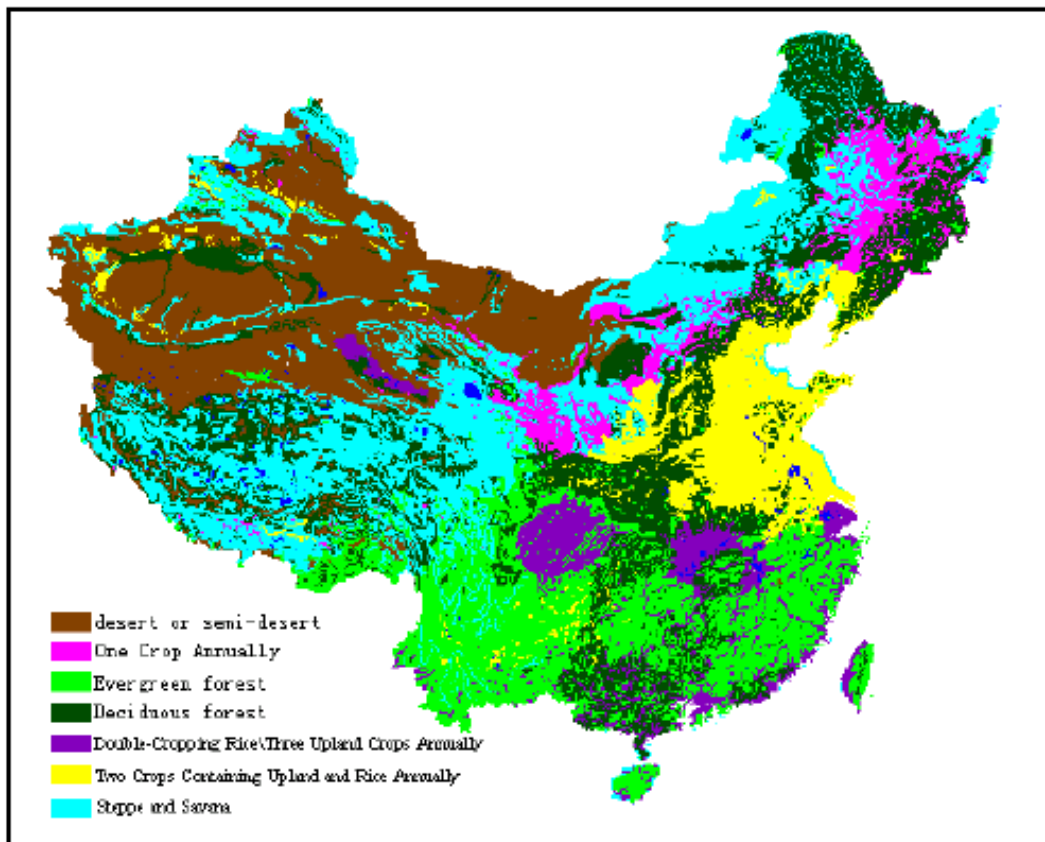 desert or semi-desert
One Crop Annually
Evergreen forest
Decidnous forest
Double-Cropping Rice\Three Upland Crops Annually
Two Crops Containing Upland and Rice Annually
Steppe and Savana